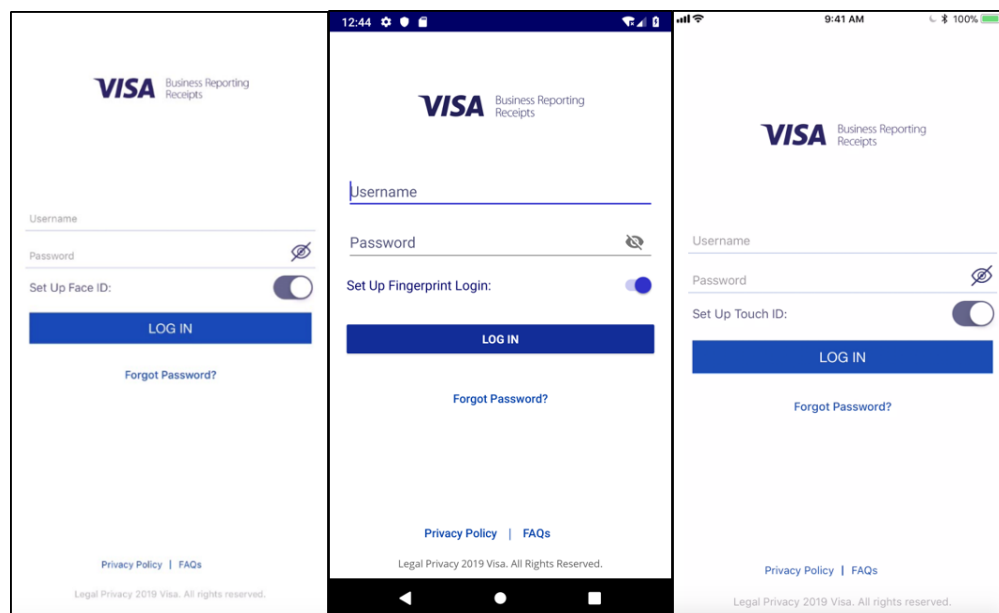 VISA Business Reporting
Receipts
Username
Password
Set Up Face ID:
LOG IN
Forgot Password?
Privacy Policy | FAQs
Legal Privacy 2019 Visa. All rights reserved.
12:44
VISA Business Reporting
Receipts
Username
Password
Set Up Fingerprint Login:
LOG IN
Forgot Password?
Privacy Policy | FAQs
Legal Privacy 2019 Visa. All Rights Reserved.
9:41 AM 100%
VISA Business Reporting
Receipts
Username
Password
Set Up Touch ID:
LOG IN
Forgot Password?
Privacy Policy | FAQs
Legal Privacy 2019 Visa. All rights reserved.